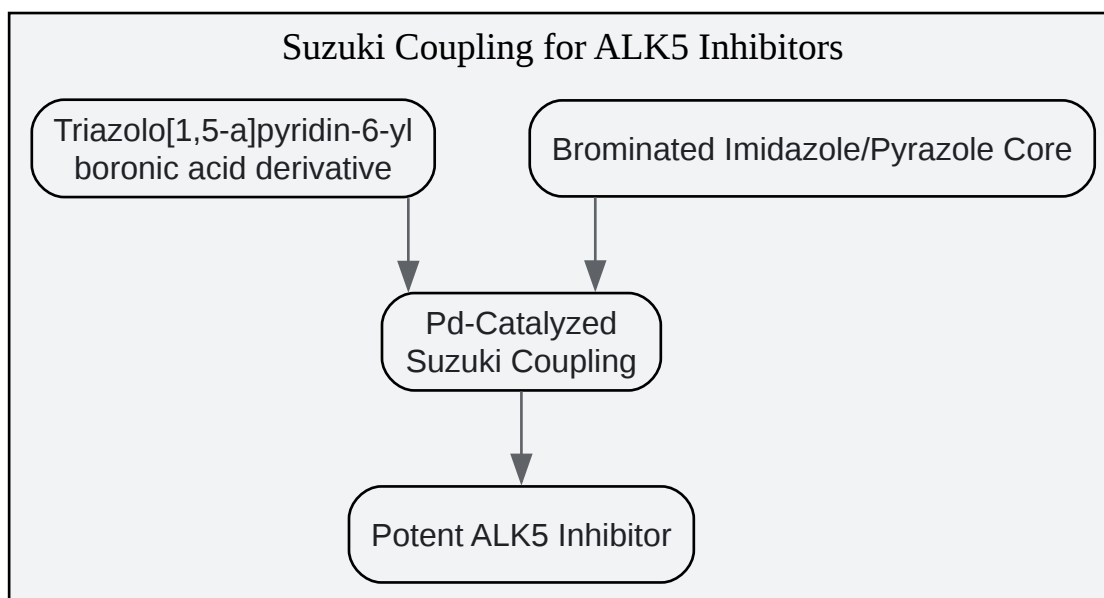 Suzuki Coupling for ALK5 Inhibitors
Triazolo[1,5-a]pyridin-6-yl
boronic acid derivative
Brominated Imidazole/Pyrazole Core
Pd-Catalyzed
Suzuki Coupling
Potent ALK5 Inhibitor